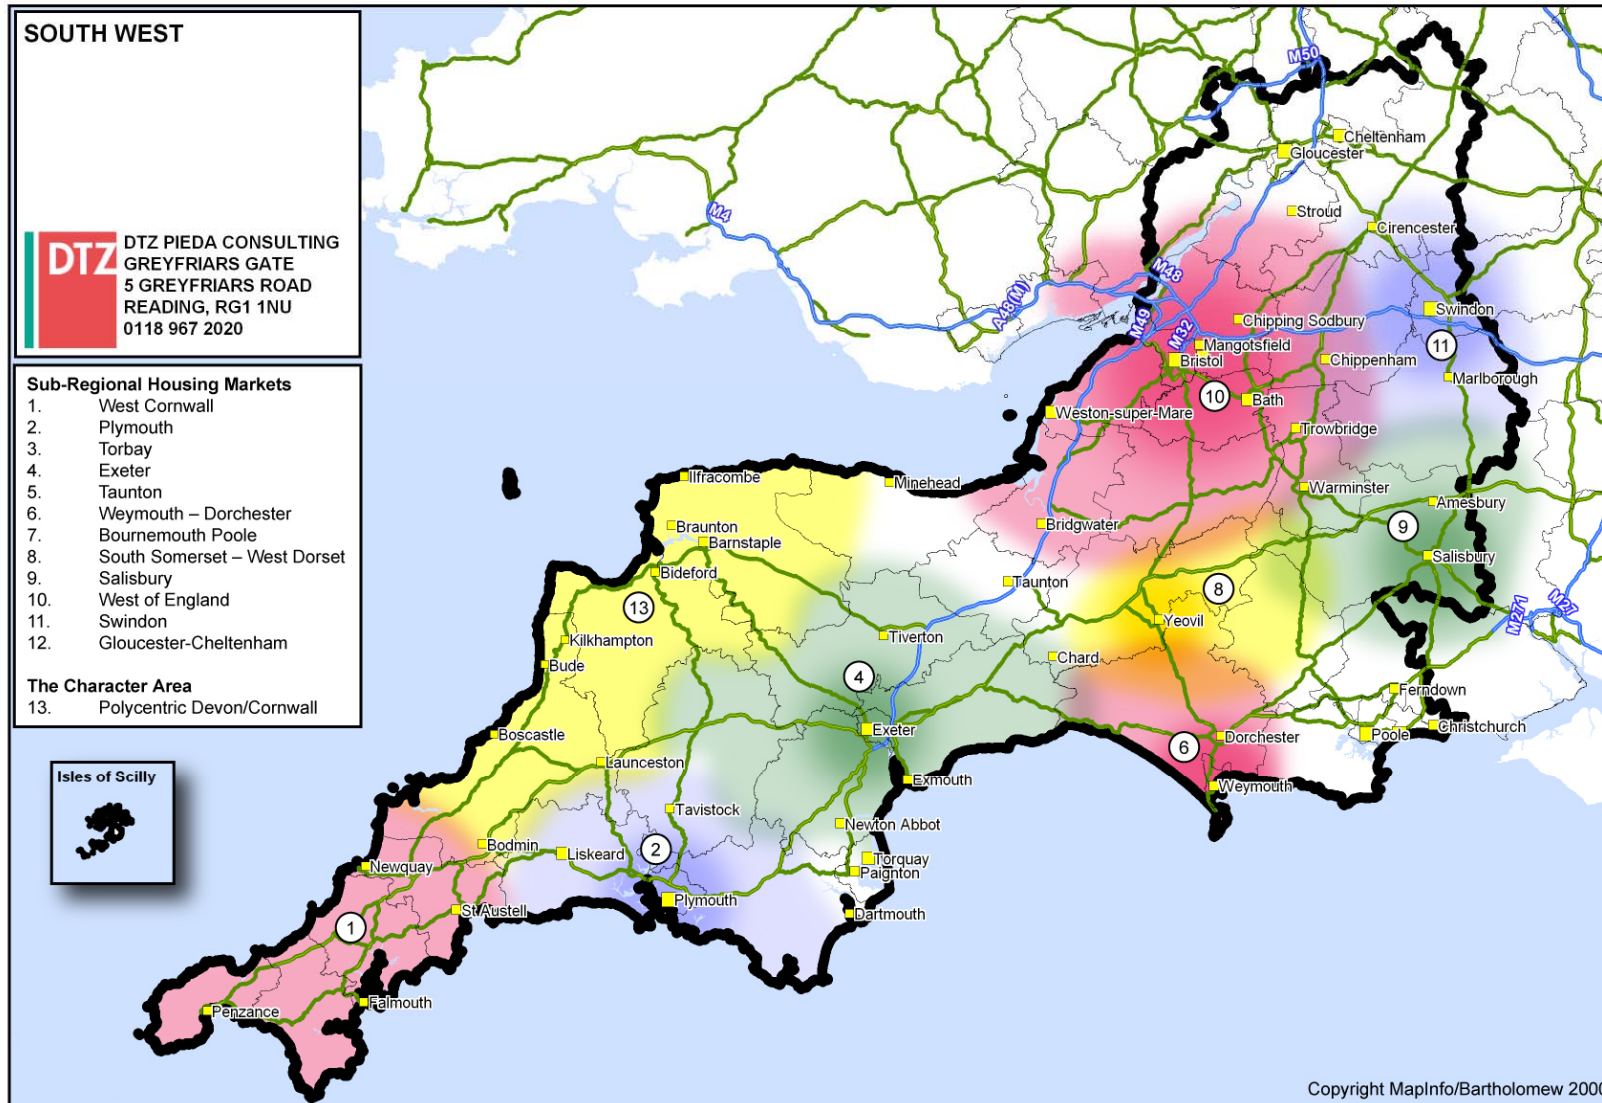 SOUTH WEST
DTZ
DTZ PIEDA CONSULTING
GREYFRIARS GATE
5 GREYFRIARS ROAD
READING, RG1 1NU
0118 967 2020
Sub-Regional Housing Markets
1. West Cornwall
2. Plymouth
3. Torbay
4. Exeter
5. Taunton
6. Weymouth – Dorchester
7. Bournemouth Poole
8. South Somerset – West Dorset
9. Salisbury
10. West of England
11. Swindon
12. Gloucester-Cheltenham
The Character Area
13. Polycentric Devon/Cornwall
Isles of Scilly
M50
Cheltenham
Gloucester
M4
Stroud
Cirencester
M48
A48(M)
M49
M32
Swindon
Chipping Sodbury
Mangotsfield
Bristol
Chippenham
11
Marlborough
10
Bath
Weston-super-Mare
Trowbridge
Ilfracombe
Minehead
Warminster
Amesbury
Braunton
Bridgwater
9
Barnstaple
Salisbury
Bideford
Taunton
8
13
M271
M27
Yeovil
Kilkhampton
Tiverton
Bude
Chard
4
Ferndown
Exeter
Christchurch
Boscastle
Dorchester
Poole
6
Launceston
Exmouth
Weymouth
Tavistock
Newton Abbot
Bodmin
2
Liskeard
Torquay
Newquay
Paignton
Plymouth
St Austell
Dartmouth
1
Falmouth
Penzance
Copyright MapInfo/Bartholomew 2000